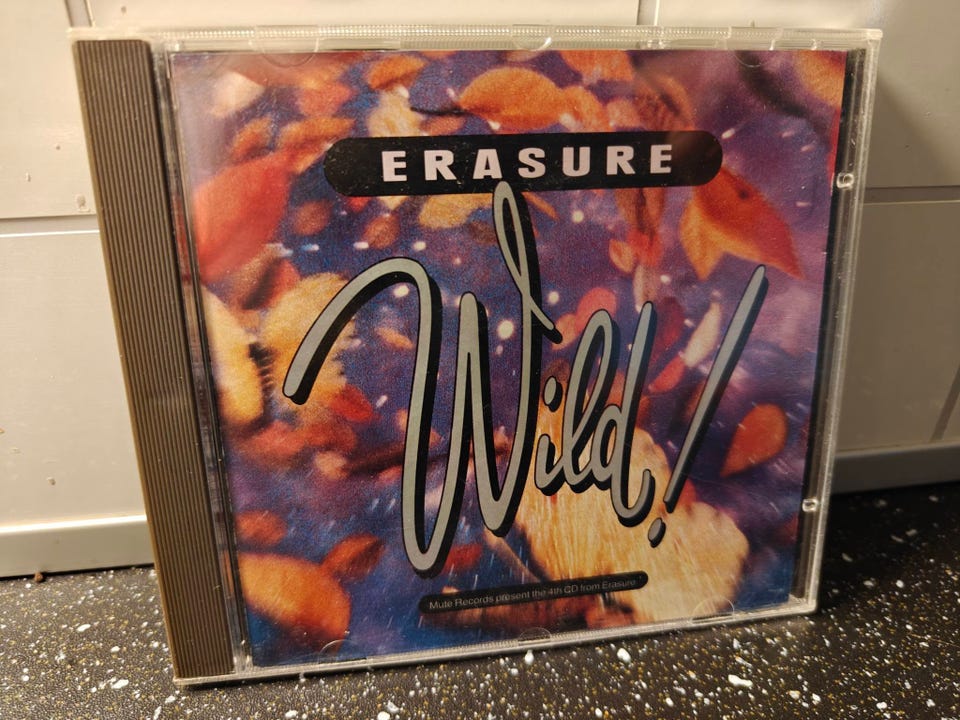 ERASURE
Wild!
Mute Records present the 4th CD from Erasure